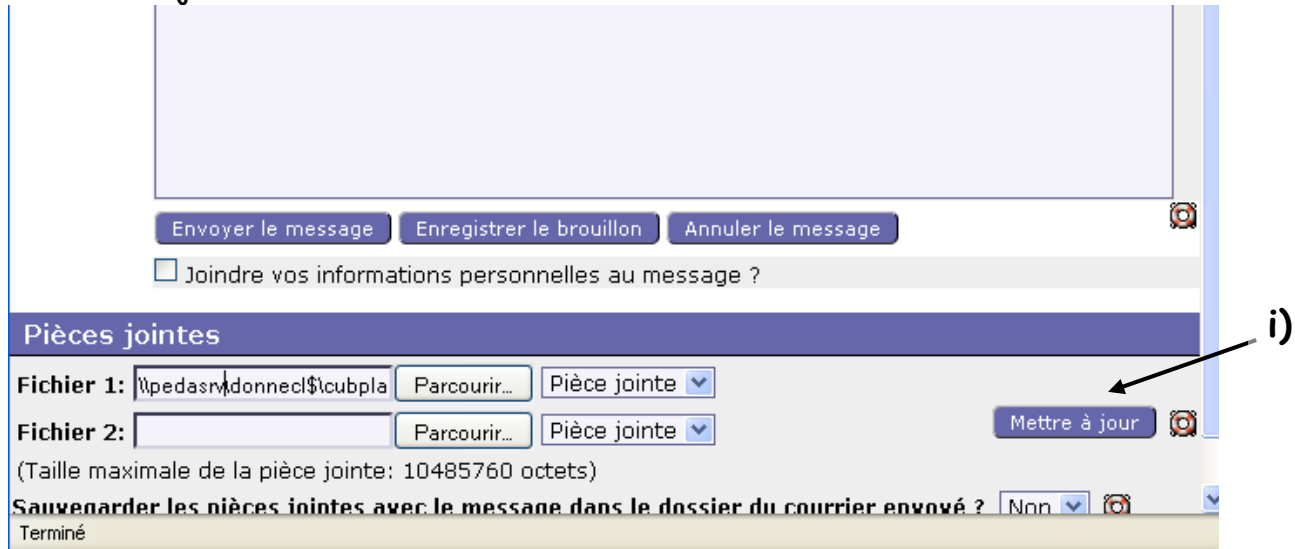 Envoyer le message Enregistrer le brouillon Annuler le message
Joindre vos informations personnelles au message ?
Pièces jointes
i)
Fichier 1: \\pedasrv\donnecl$\cubpla Parcourir... Pièce jointe
Fichier 2: Parcourir... Pièce jointe
Mettre à jour
(Taille maximale de la pièce jointe: 10485760 octets)
Sauvegarder les pièces jointes avec le message dans le dossier du courrier envoyé ? Non
Terminé